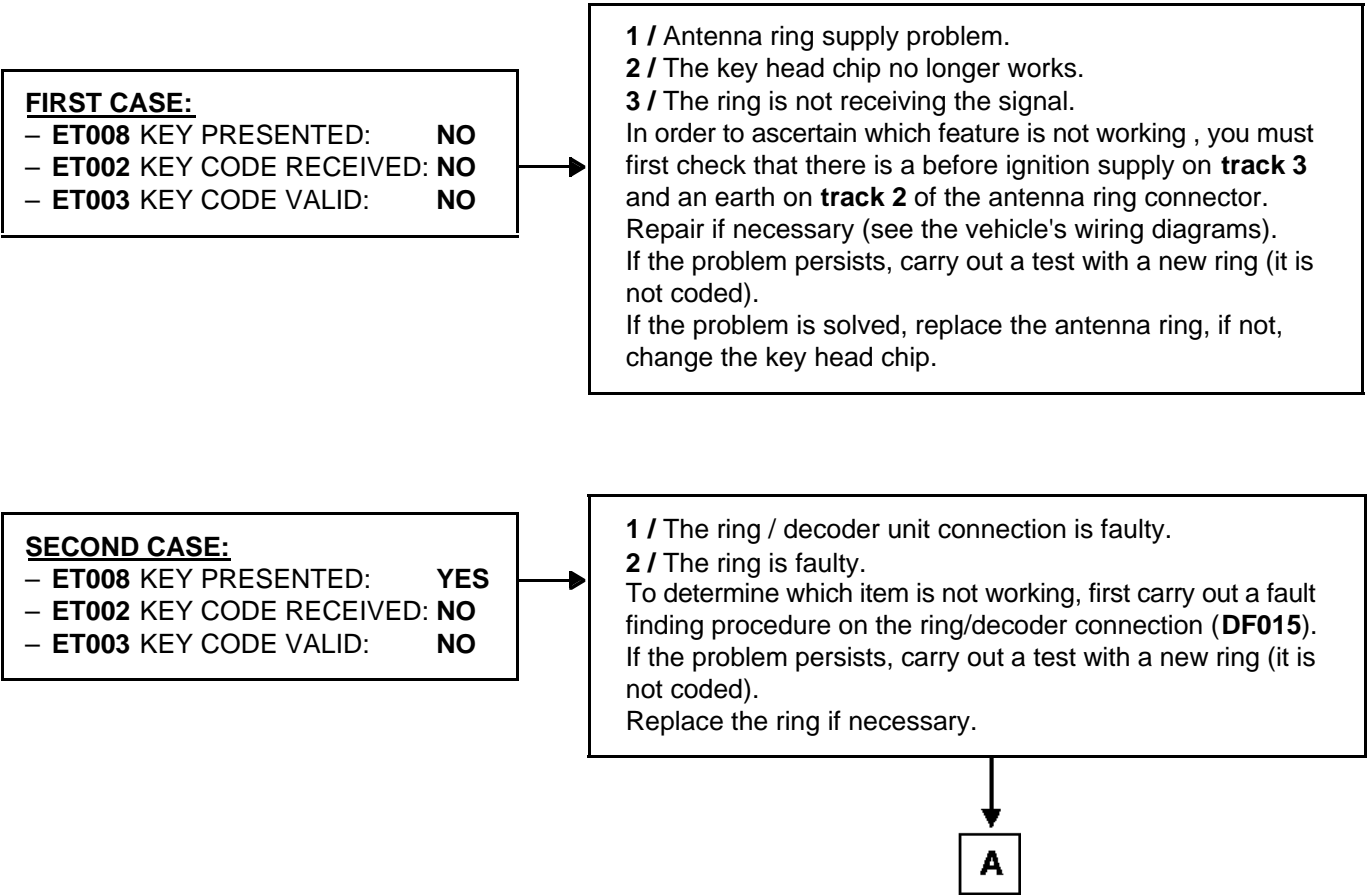 FIRST CASE:
– ET008 KEY PRESENTED: NO
– ET002 KEY CODE RECEIVED: NO
– ET003 KEY CODE VALID: NO
1 / Antenna ring supply problem.
2 / The key head chip no longer works.
3 / The ring is not receiving the signal.
In order to ascertain which feature is not working , you must
first check that there is a before ignition supply on track 3
and an earth on track 2 of the antenna ring connector.
Repair if necessary (see the vehicle's wiring diagrams).
If the problem persists, carry out a test with a new ring (it is
not coded).
If the problem is solved, replace the antenna ring, if not,
change the key head chip.
SECOND CASE:
– ET008 KEY PRESENTED: YES
– ET002 KEY CODE RECEIVED: NO
– ET003 KEY CODE VALID: NO
1 / The ring / decoder unit connection is faulty.
2 / The ring is faulty.
To determine which item is not working, first carry out a fault
finding procedure on the ring/decoder connection (DF015).
If the problem persists, carry out a test with a new ring (it is
not coded).
Replace the ring if necessary.
A